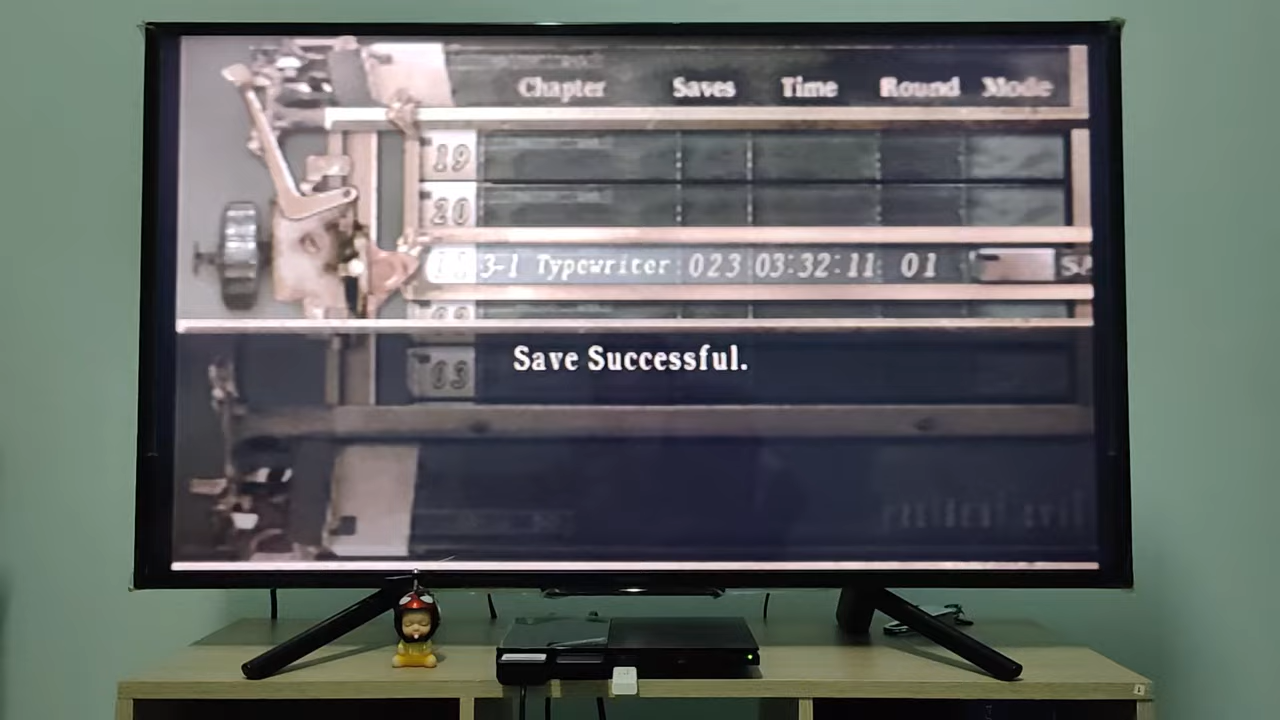 Chapter Saves Time Round Mode
19
20
3-1 Typewriter 023 03:32:11 01
03
Save Successful.